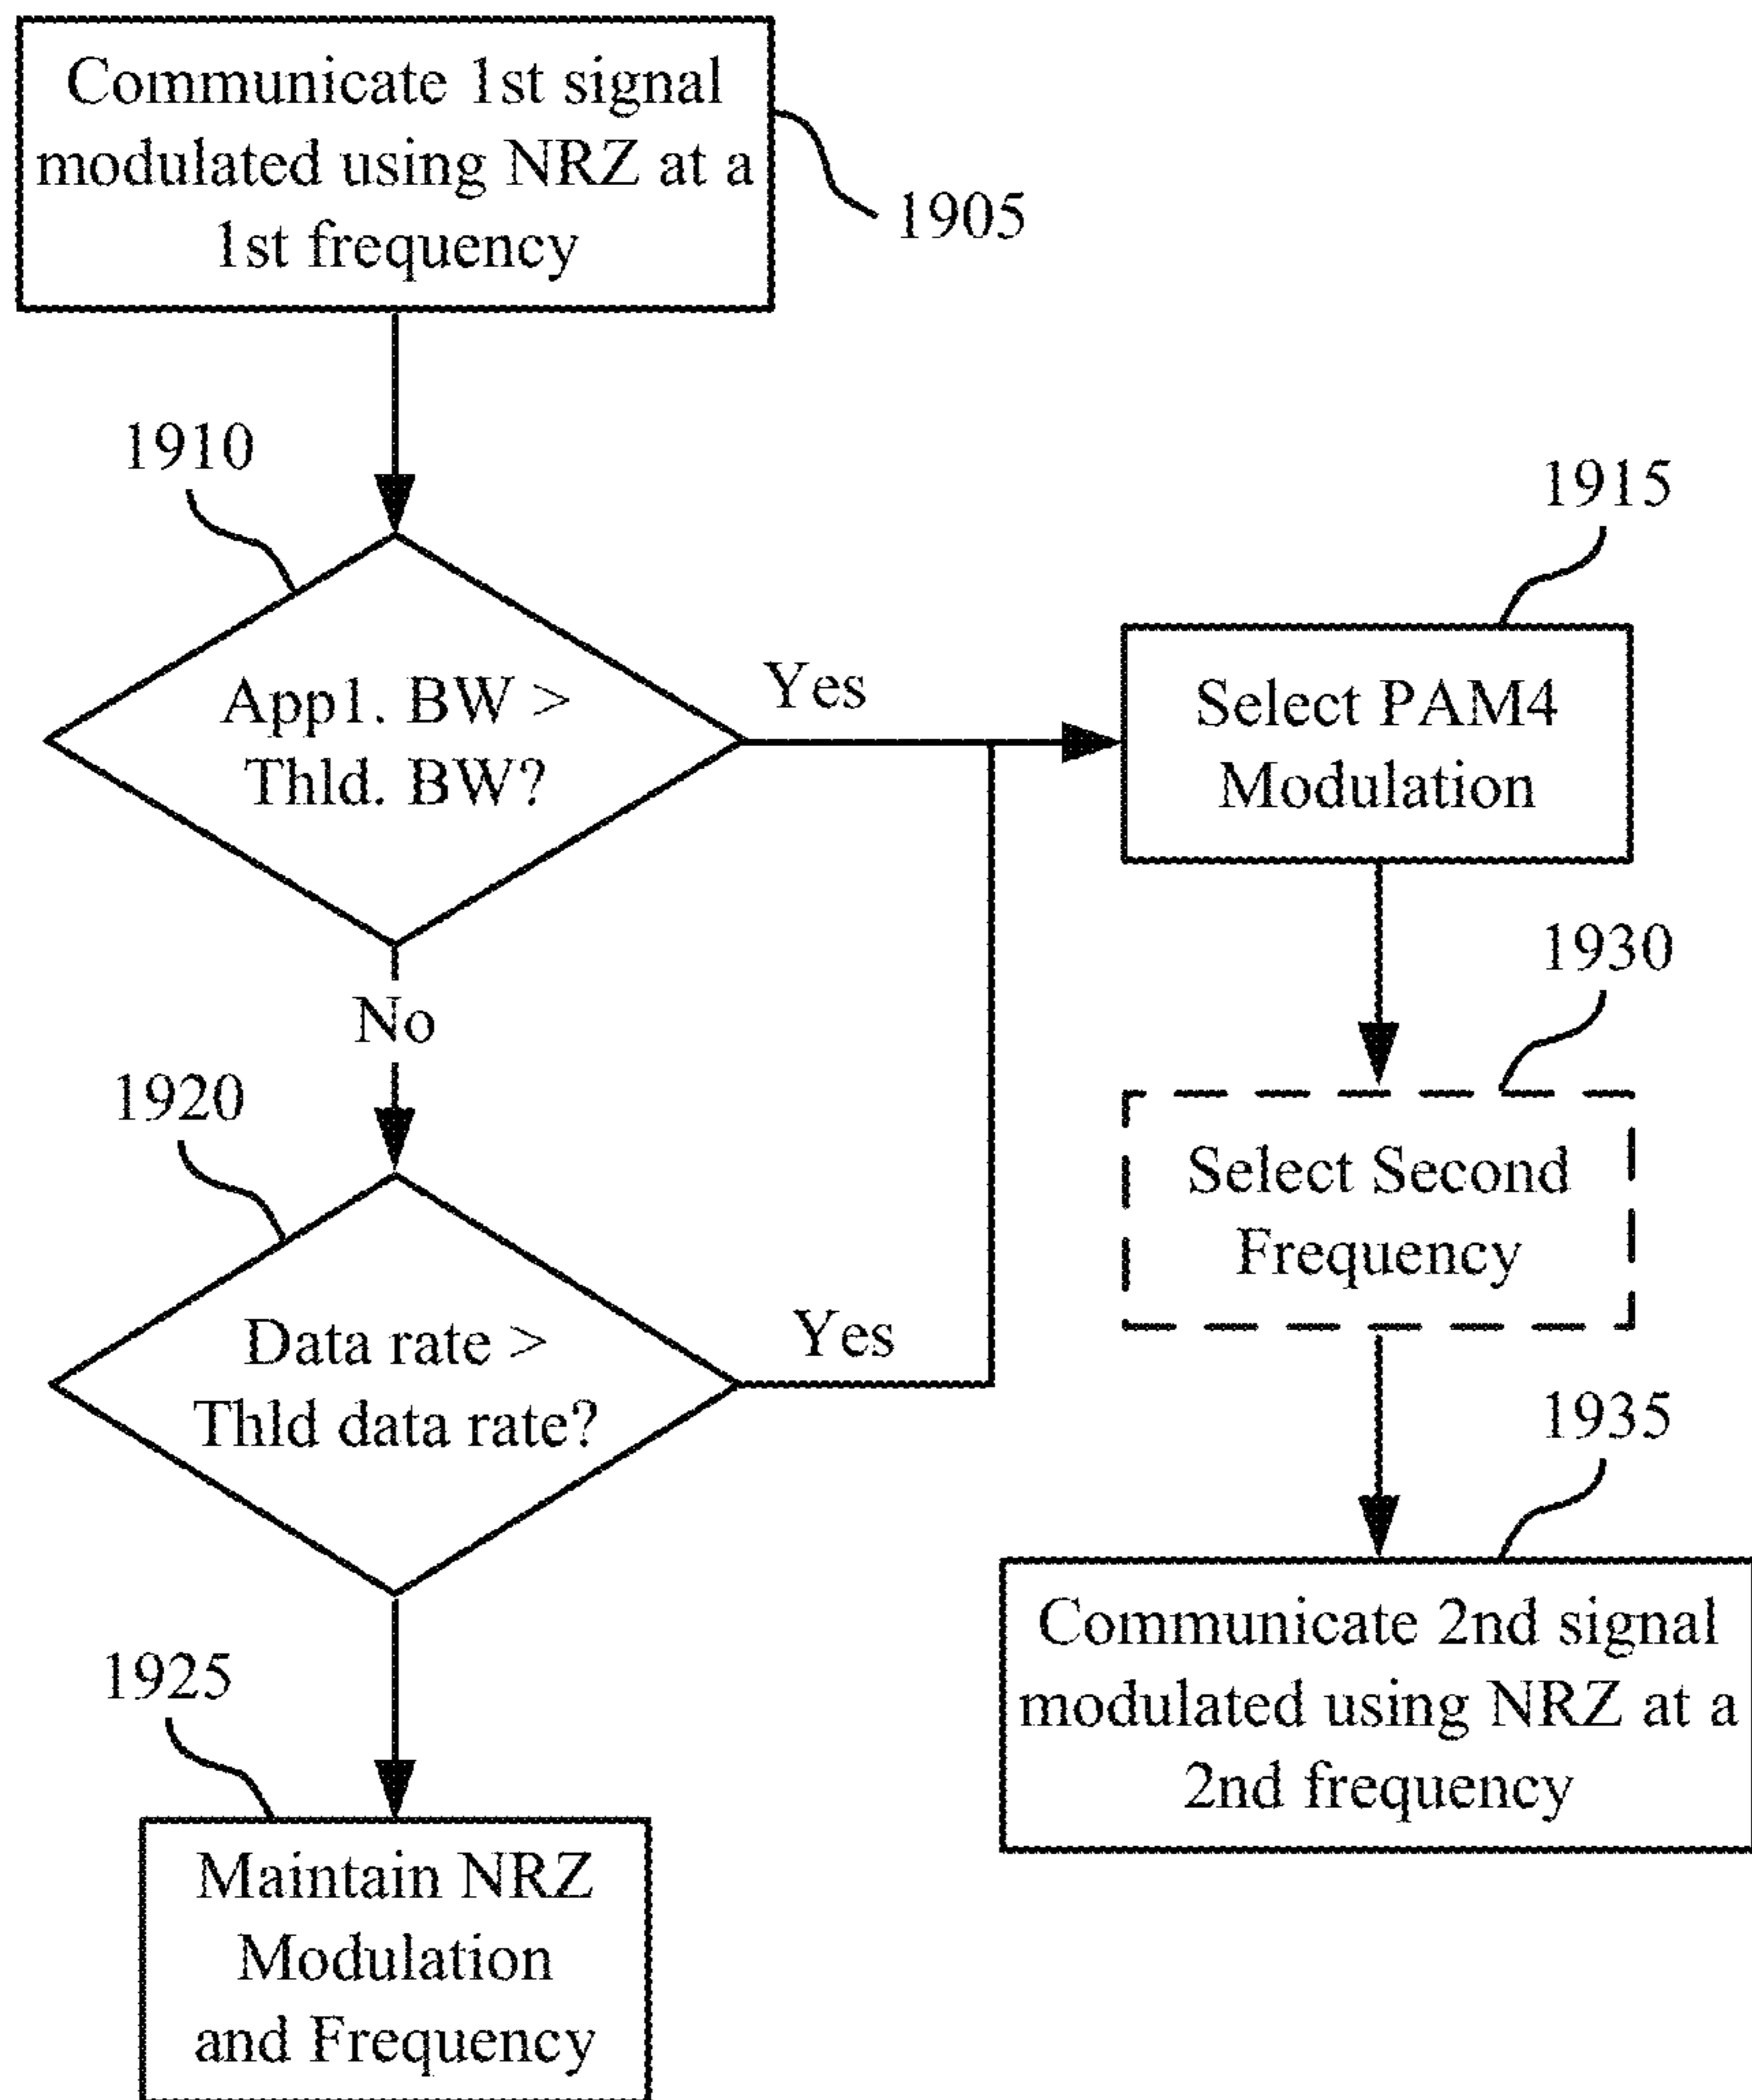 Communicate 1st signal
modulated using NRZ at a
1st frequency
1905
1910
App1. BW >
Thld. BW?
Yes
1915
Select PAM4
Modulation
No
1930
Select Second
Frequency
1920
Data rate >
Thld data rate?
Yes
1935
Communicate 2nd signal
modulated using NRZ at a
2nd frequency
1925
Maintain NRZ
Modulation
and Frequency